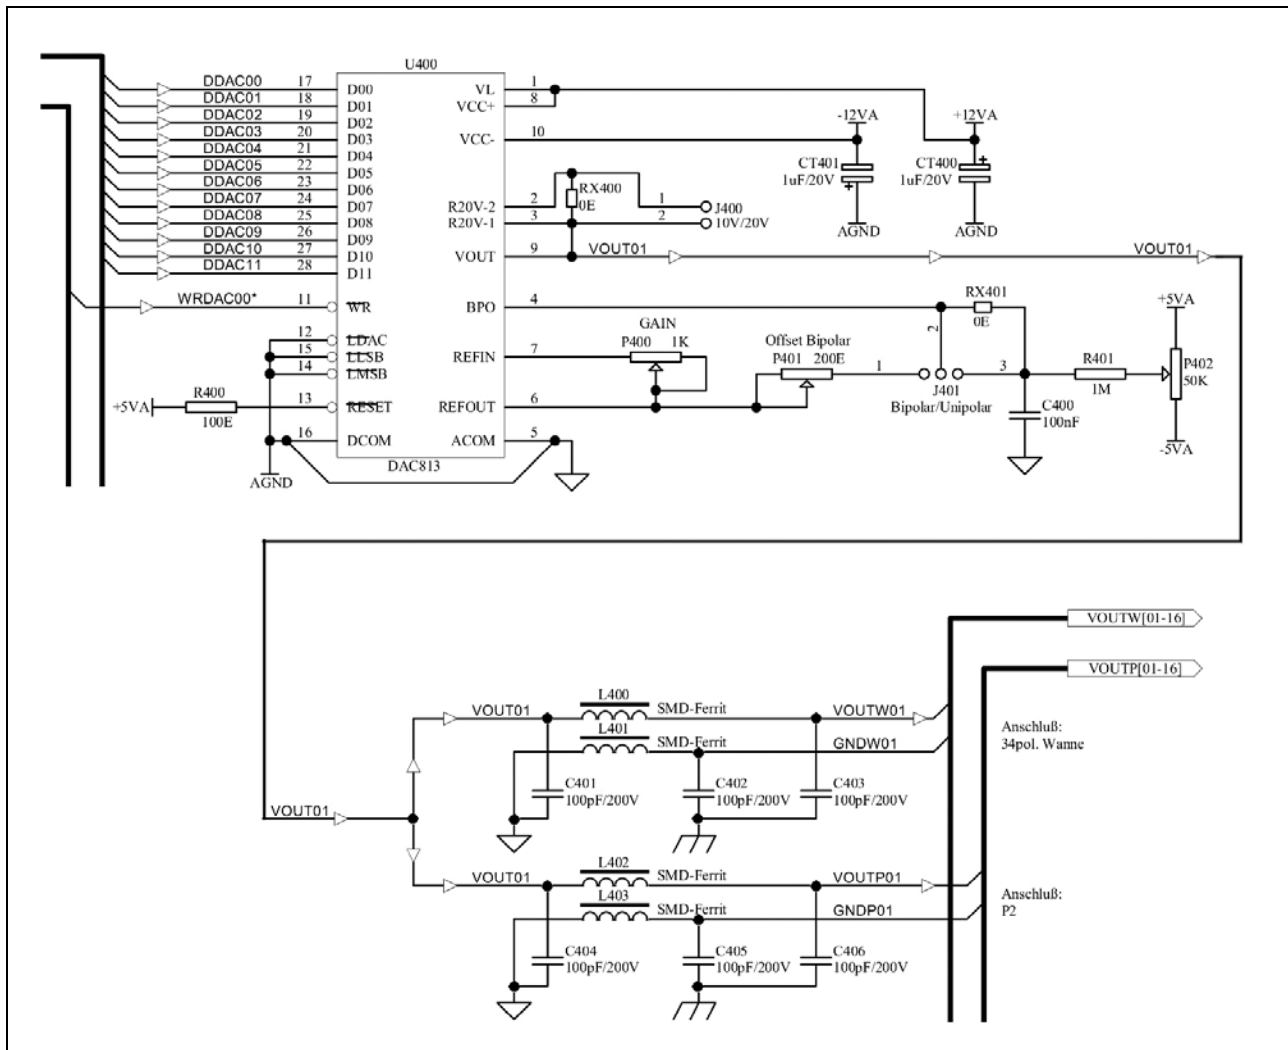 U400
DDAC00 17 D00 VL 1
DDAC01 18 D01 VCC+ 8
DDAC02 19 D02 -12VA +12VA
DDAC03 20 D03 VCC- 10
DDAC04 21 D04 CT401 CT400
DDAC05 22 D05 1uF/20V 1uF/20V
DDAC06 23 D06 RX400
DDAC07 24 D07 R20V-2 2 0E 1 J400
DDAC08 25 D08 R20V-1 3 2 10V/20V
DDAC09 26 D09 AGND AGND
DDAC10 27 D10 VOUT 9 VOUT01 VOUT01
DDAC11 28 D11
WRDAC00* 11 WR BPO 4 RX401 +5VA
0E
12 LDAC GAIN 2
15 LLSB REFIN 7 P400 1K Offset Bipolar
14 LMSB P401 200E 1 3 R401 P402
J401 1M 50K
R400 13 RESET REFOUT 6 Bipolar/Unipolar C400
+5VA 100E 100nF
16 DCOM ACOM 5 -5VA
AGND DAC813
VOUTW[01-16]
VOUTP[01-16]
L400
VOUT01 SMD-Ferrit VOUTW01 Anschluß:
L401 34pol. Wanne
SMD-Ferrit GNDW01
C401 C402 C403
100pF/200V 100pF/200V 100pF/200V
VOUT01
L402
VOUT01 SMD-Ferrit VOUTP01 Anschluß:
L403 P2
SMD-Ferrit GNDP01
C404 C405 C406
100pF/200V 100pF/200V 100pF/200V